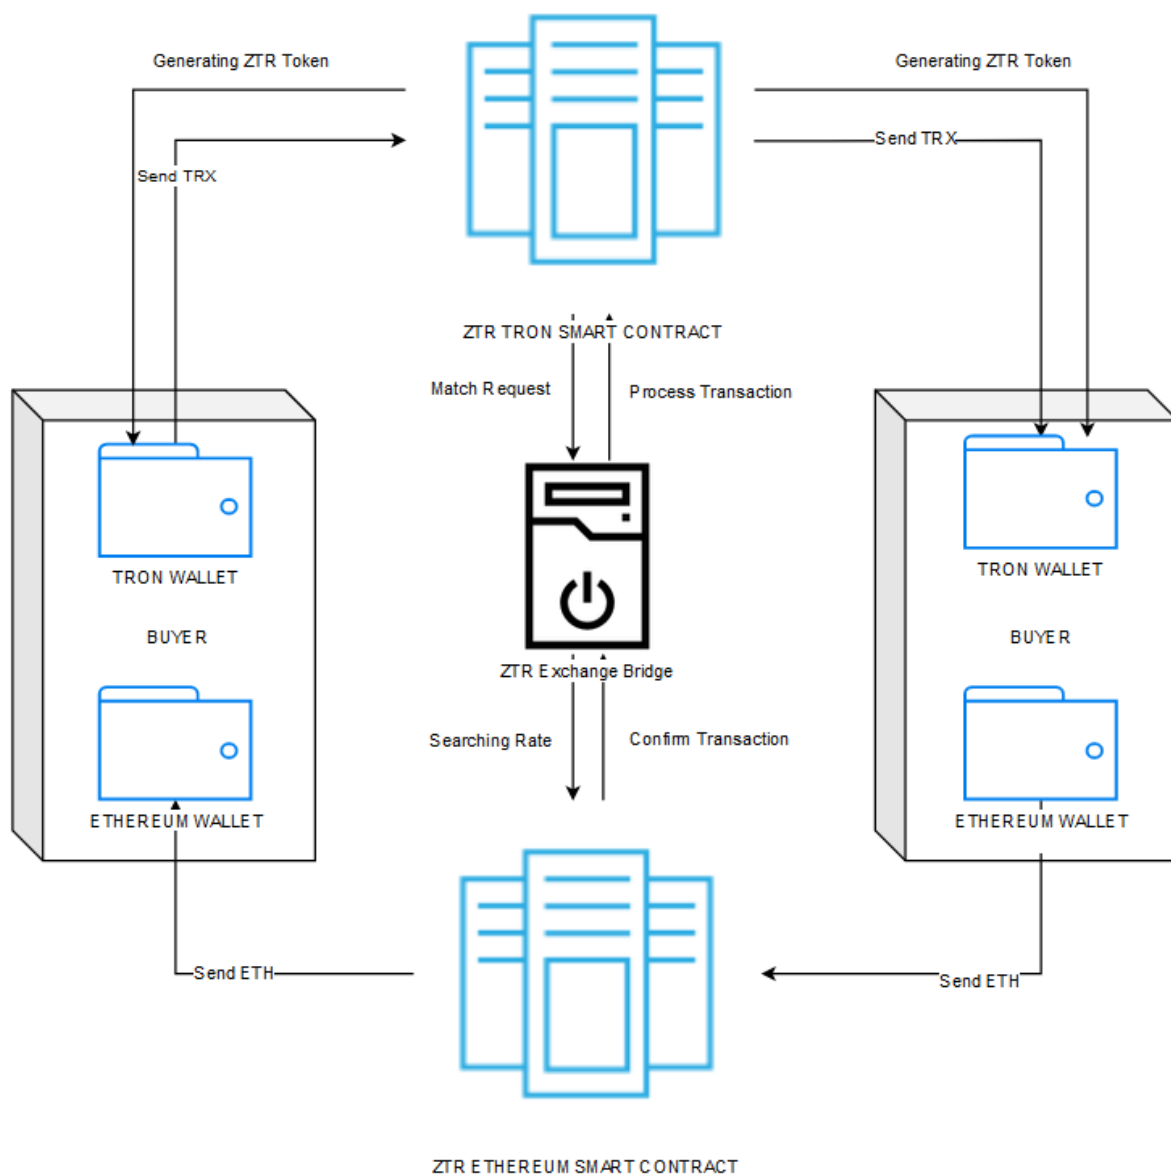 Generating ZTR Token
Generating ZTR Token
Send TRX
Send TRX
ZTR TRON SMART CONTRACT
Match Request
Process Transaction
TRON WALLET
TRON WALLET
BUYER
BUYER
ZTR Exchange Bridge
Searching Rate
Confirm Transaction
ETHEREUM WALLET
ETHEREUM WALLET
Send ETH
Send ETH
ZTR ETHEREUM SMART CONTRACT